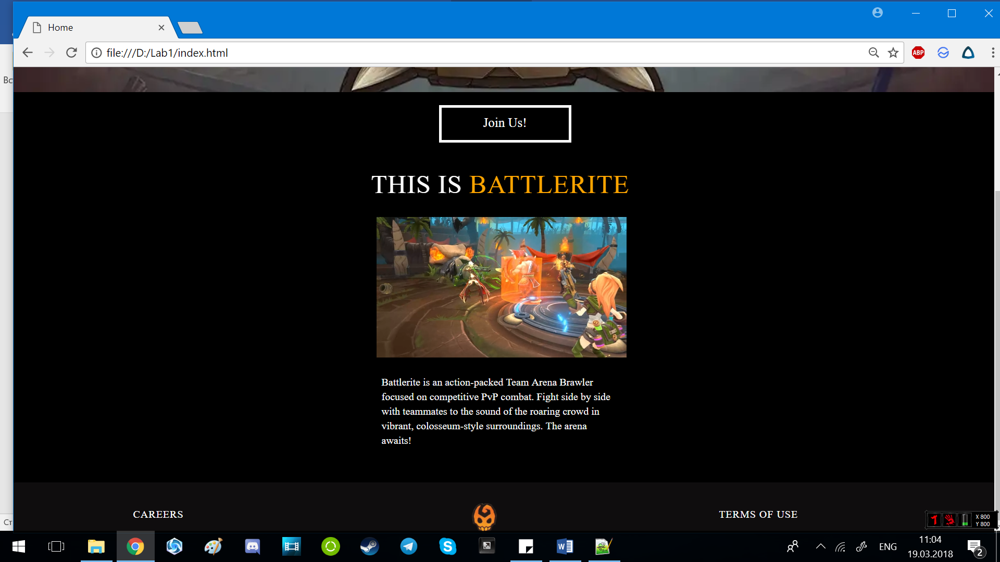 Home
file:///D:/Lab1/index.html
ABP
Вс
Join Us!
THIS IS BATTLERITE
Battlerite is an action-packed Team Arena Brawler
focused on competitive PvP combat. Fight side by side
with teammates to the sound of the roaring crowd in
vibrant, colosseum-style surroundings. The arena
awaits!
CAREERS
TERMS OF USE
Ст
1
X 800
Y 800
ENG
11:04
19.03.2018
2